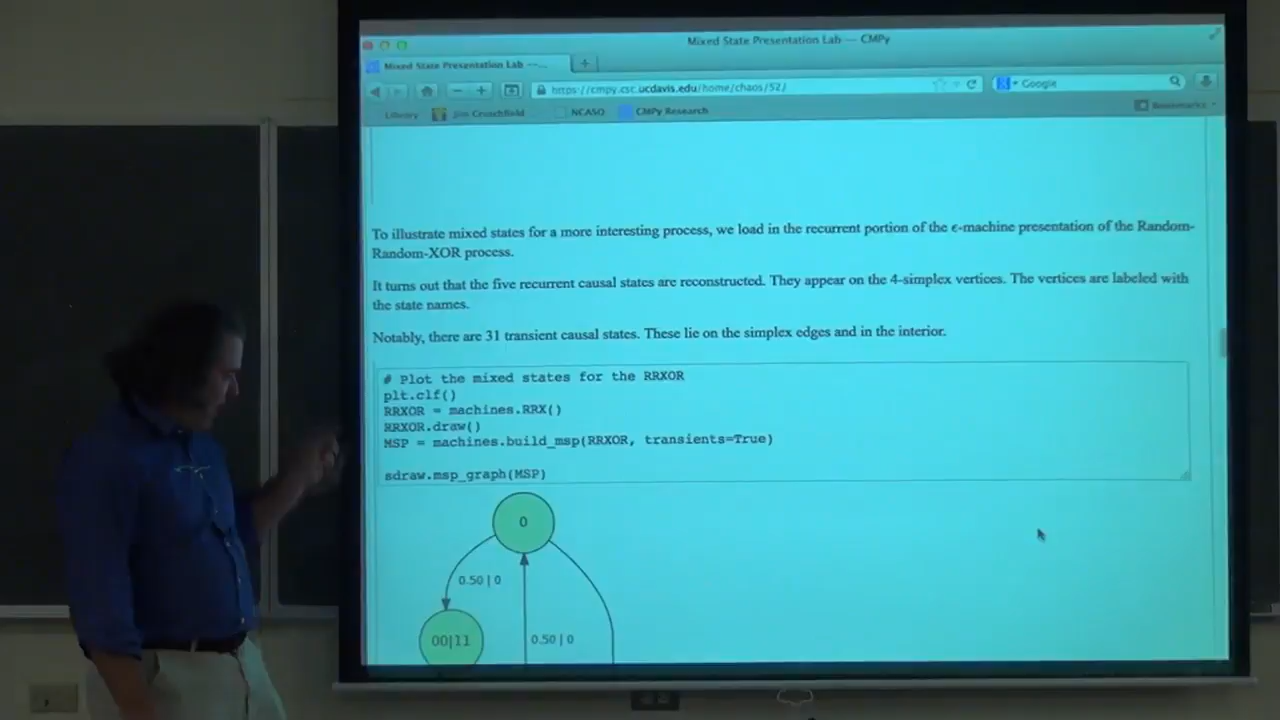 Mixed State Presentation Lab — CMPy
Mixed State Presentation Lab —...
https://cmpy.csc.ucdavis.edu/home/chaos/52/
Google
Library Jim Crutchfield NCASO CMPy Research Bookmarks
To illustrate mixed states for a more interesting process, we load in the recurrent portion of the ϵ-machine presentation of the Random-
Random-XOR process.
It turns out that the five recurrent causal states are reconstructed. They appear on the 4-simplex vertices. The vertices are labeled with
the state names.
Notably, there are 31 transient causal states. These lie on the simplex edges and in the interior.
# Plot the mixed states for the RRXOR
plt.clf()
RRXOR = machines.RRX()
RRXOR.draw()
MSP = machines.build_msp(RRXOR, transients=True)
sdraw.msp_graph(MSP)
0
0.50 | 0
00|11
0.50 | 0